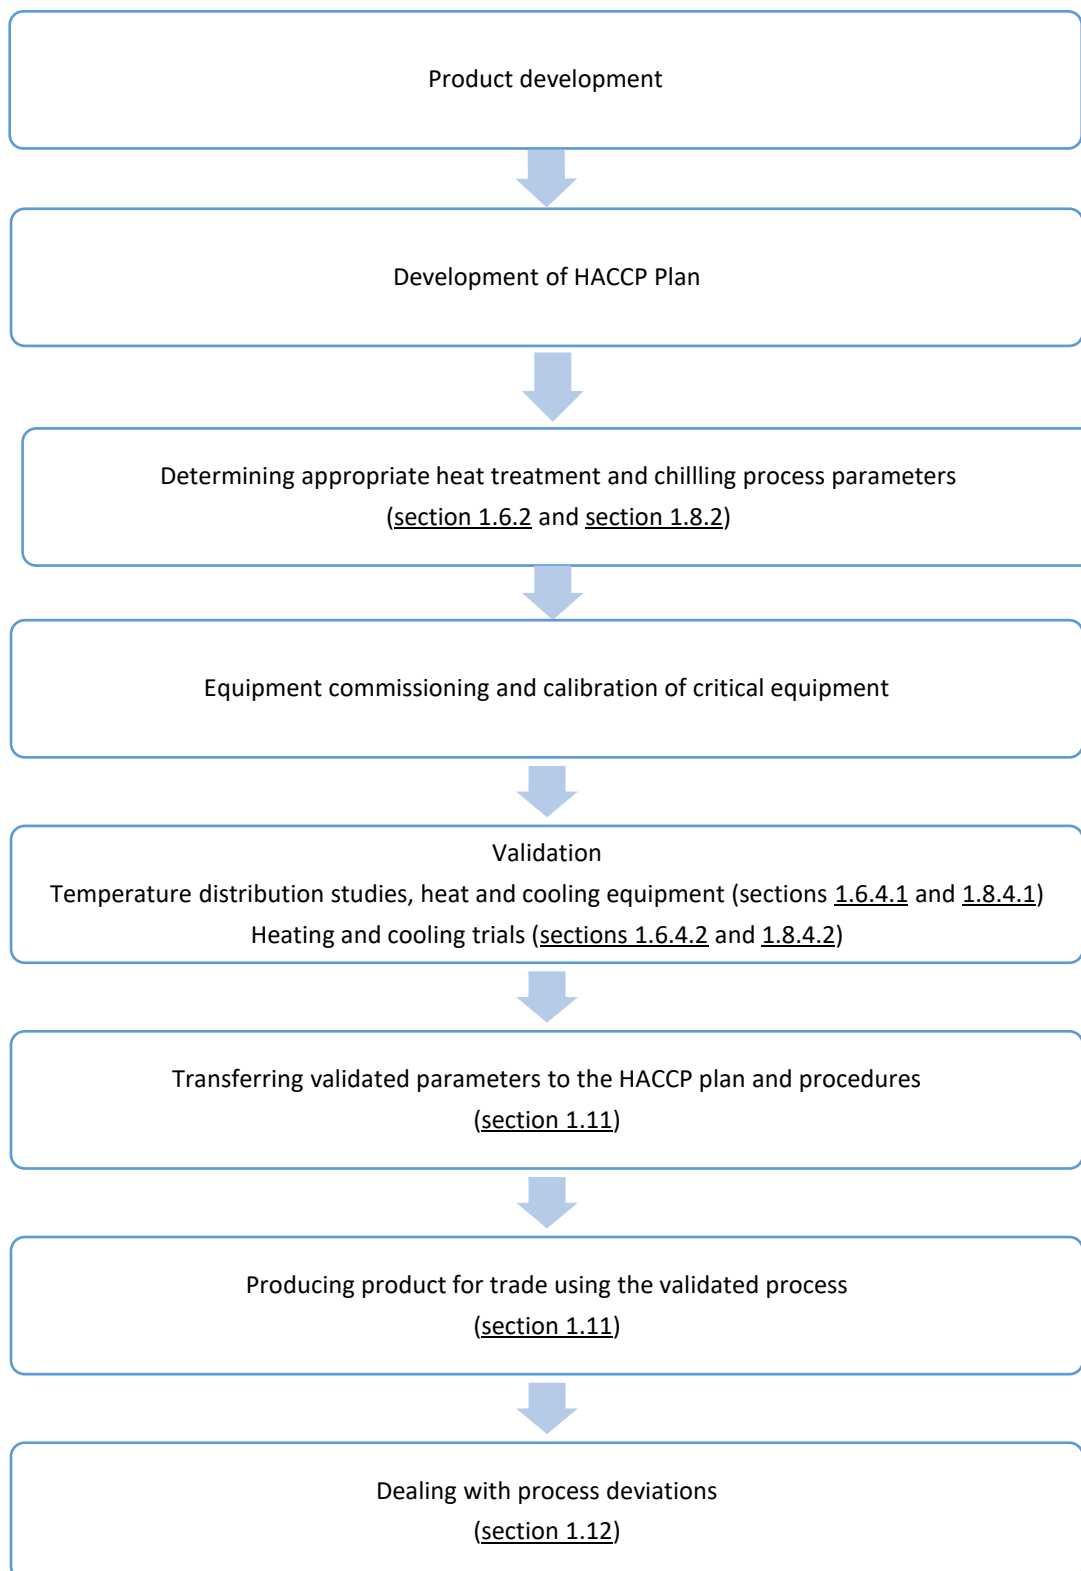 Product development
Development of HACCP Plan
Determining appropriate heat treatment and chillling process parameters
(section 1.6.2 and section 1.8.2)
Equipment commissioning and calibration of critical equipment
Validation
Temperature distribution studies, heat and cooling equipment (sections 1.6.4.1 and 1.8.4.1)
Heating and cooling trials (sections 1.6.4.2 and 1.8.4.2)
Transferring validated parameters to the HACCP plan and procedures
(section 1.11)
Producing product for trade using the validated process
(section 1.11)
Dealing with process deviations
(section 1.12)